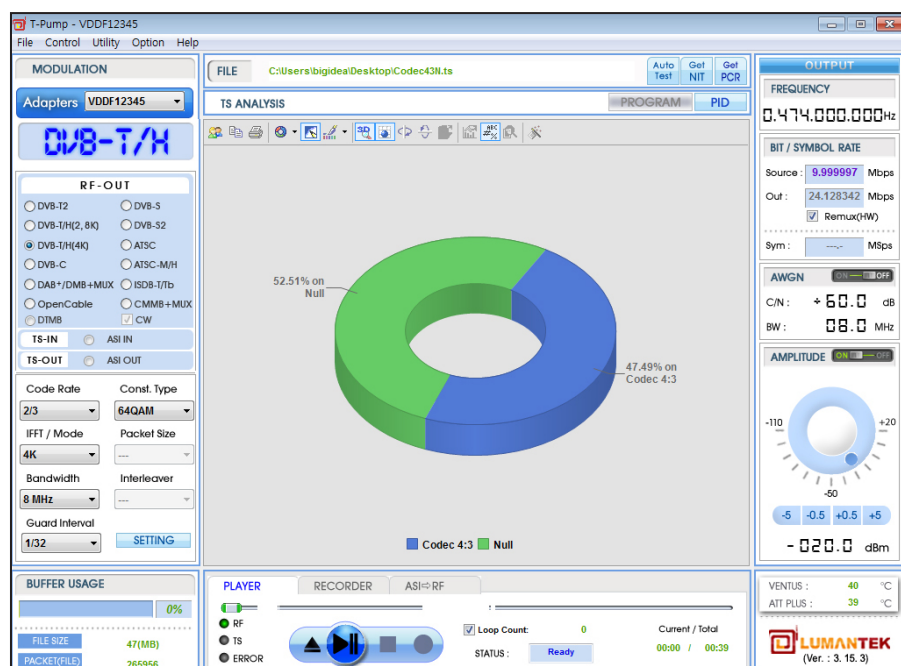 T-Pump - VDDF12345
File Control Utility Option Help
MODULATION
Adapters VDDF12345
DVB-T/H
RF-OUT
DVB-T2 DVB-S
DVB-T/H(2, 8K) DVB-S2
DVB-T/H(4K) ATSC
DVB-C ATSC-M/H
DAB+/DMB+MUX ISDB-T/Tb
OpenCable CMMB+MUX
DTMB CW
TS-IN ASI IN
TS-OUT ASI OUT
Code Rate Const. Type
2/3 64QAM
IFFT / Mode Packet Size
4K ---
Bandwidth Interleaver
8 MHz ---
Guard Interval
1/32 SETTING
BUFFER USAGE
0%
FILE SIZE 47(MB)
PACKET(FILE) 265956
FILE C:\Users\bigidea\Desktop\Codec43N.ts
Auto Test Get NIT Get PCR
TS ANALYSIS PROGRAM PID
3D ABC #%
52.51% on
Null
47.49% on
Codec 4:3
Codec 4:3 Null
PLAYER RECORDER ASI⇨RF
RF
TS
ERROR
Loop Count: 0
STATUS : Ready
Current / Total
00:00 / 00:39
OUTPUT
FREQUENCY
0.474.000.000Hz
BIT / SYMBOL RATE
Source : 9.999997 Mbps
Out : 24.128342 Mbps
Remux(HW)
Sym : ---.- MSps
AWGN ON OFF
C/N : +60.0 dB
BW : 08.0 MHz
AMPLITUDE ON OFF
-110 +20
-50
-5 -0.5 +0.5 +5
-020.0 dBm
VENTUS : 40 °C
ATT PLUS : 39 °C
LUMANTEK
(Ver. : 3. 15. 3)